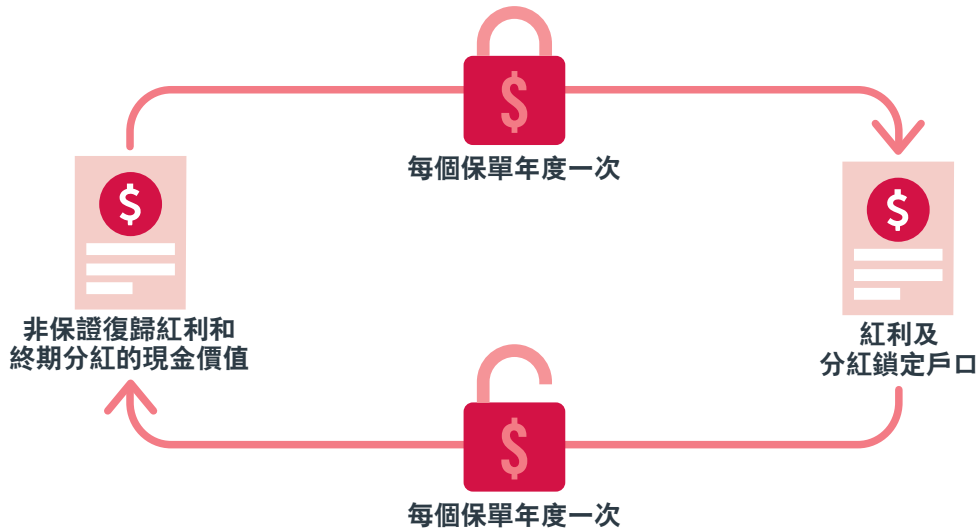 $
每個保單年度一次
$
$
非保證復歸紅利和
終期分紅的現金價值
紅利及
分紅鎖定戶口
$
每個保單年度一次